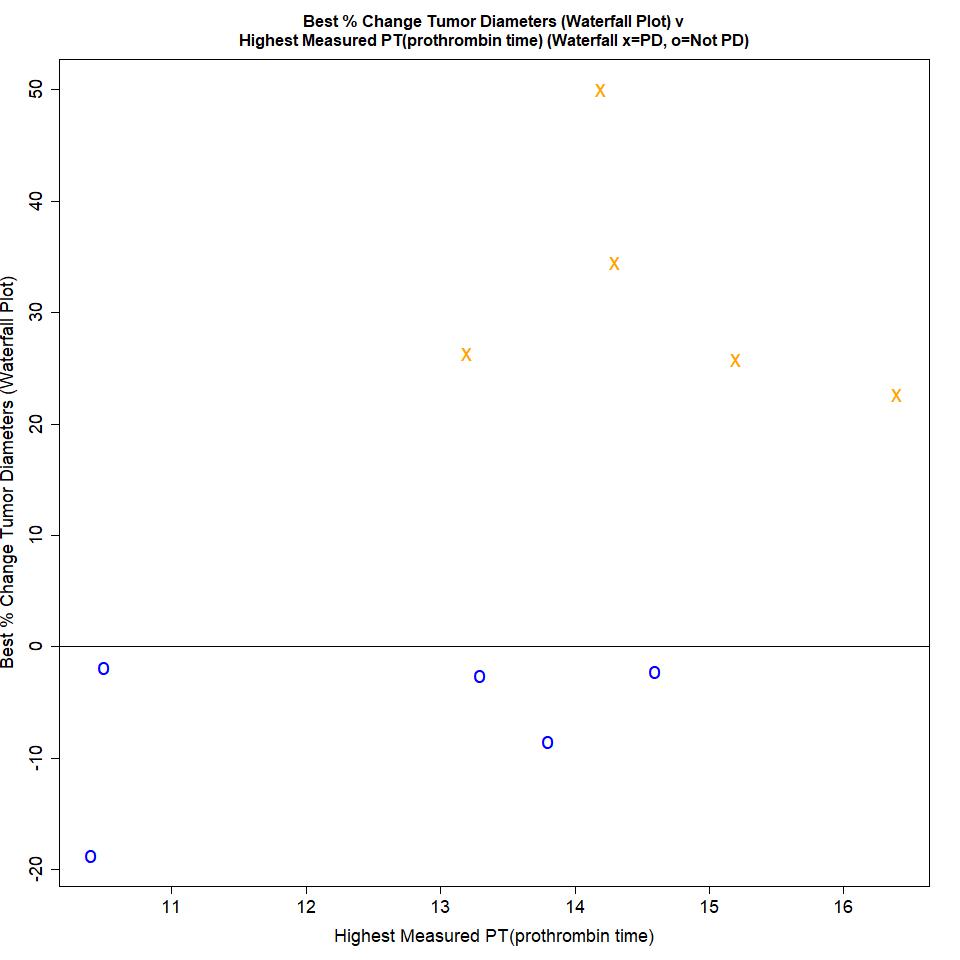 Best % Change Tumor Diameters (Waterfall Plot) v
Highest Measured PT(prothrombin time) (Waterfall x=PD, o=Not PD)
Best % Change Tumor Diameters (Waterfall Plot)
50
40
30
20
10
0
-10
-20
X
X
X
X
X
O
O
O
O
O
11 12 13 14 15 16
Highest Measured PT(prothrombin time)